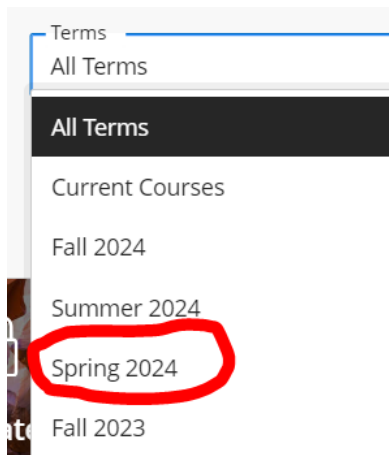 Terms
All Terms
All Terms
Current Courses
Fall 2024
Summer 2024
Spring 2024
Fall 2023